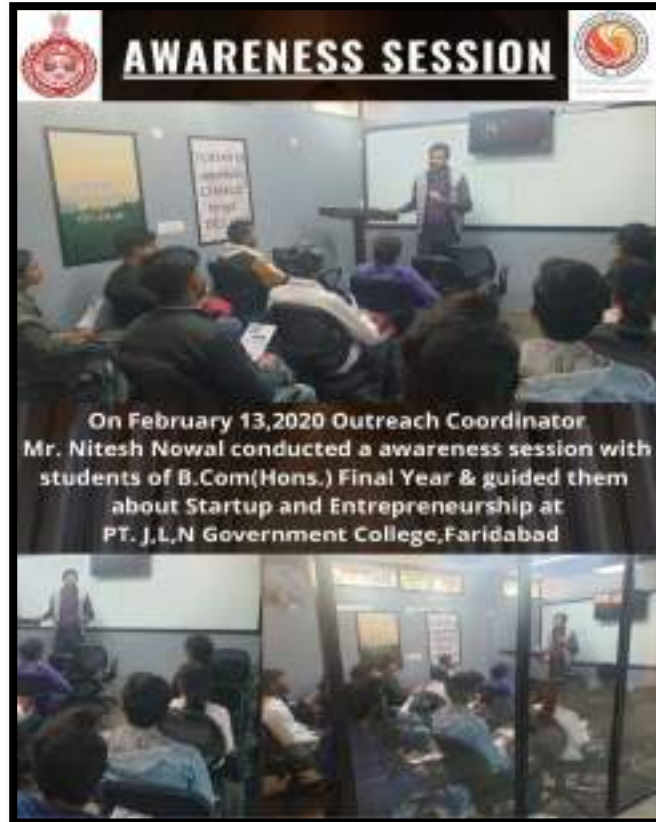 AWARENESS SESSION
On February 13,2020 Outreach Coordinator
Mr. Nitesh Nowal conducted a awareness session with
students of B.Com(Hons.) Final Year & guided them
about Startup and Entrepreneurship at
PT. J,L,N Government College,Faridabad